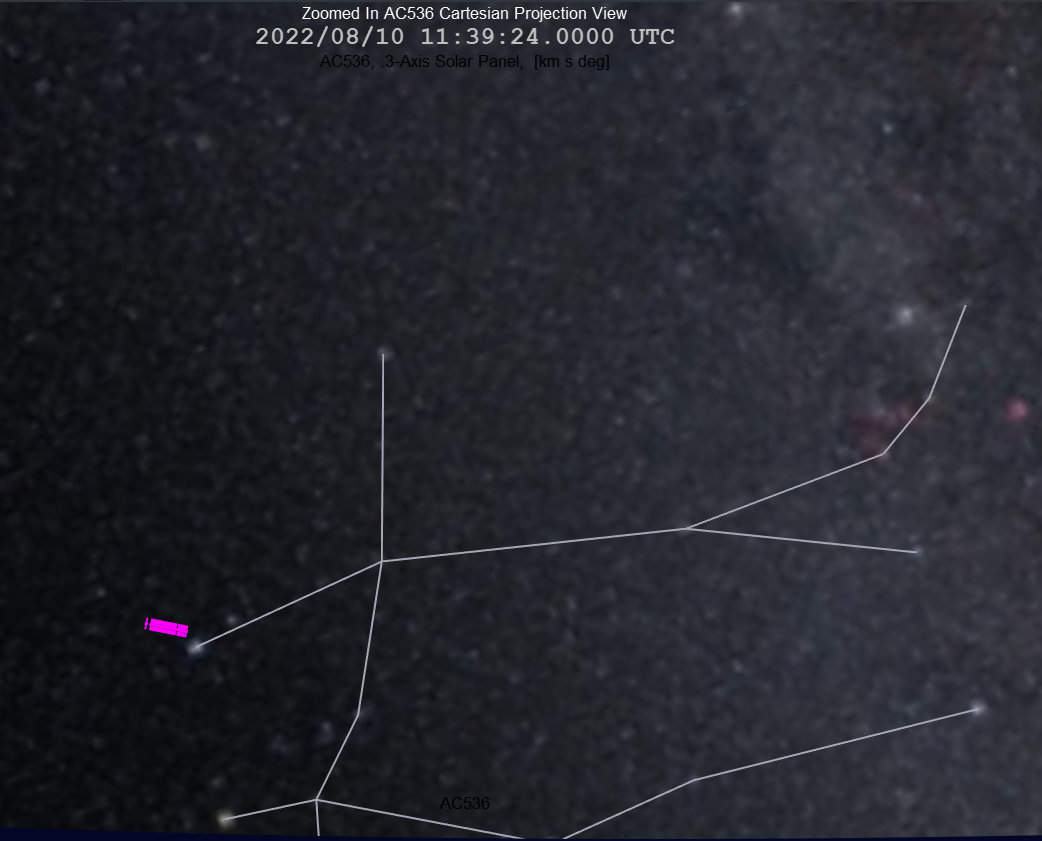 Zoomed In AC536 Cartesian Projection View
2022/08/10 11:39:24.0000 UTC
AC536, .3-Axis Solar Panel, [km s deg]
AC536